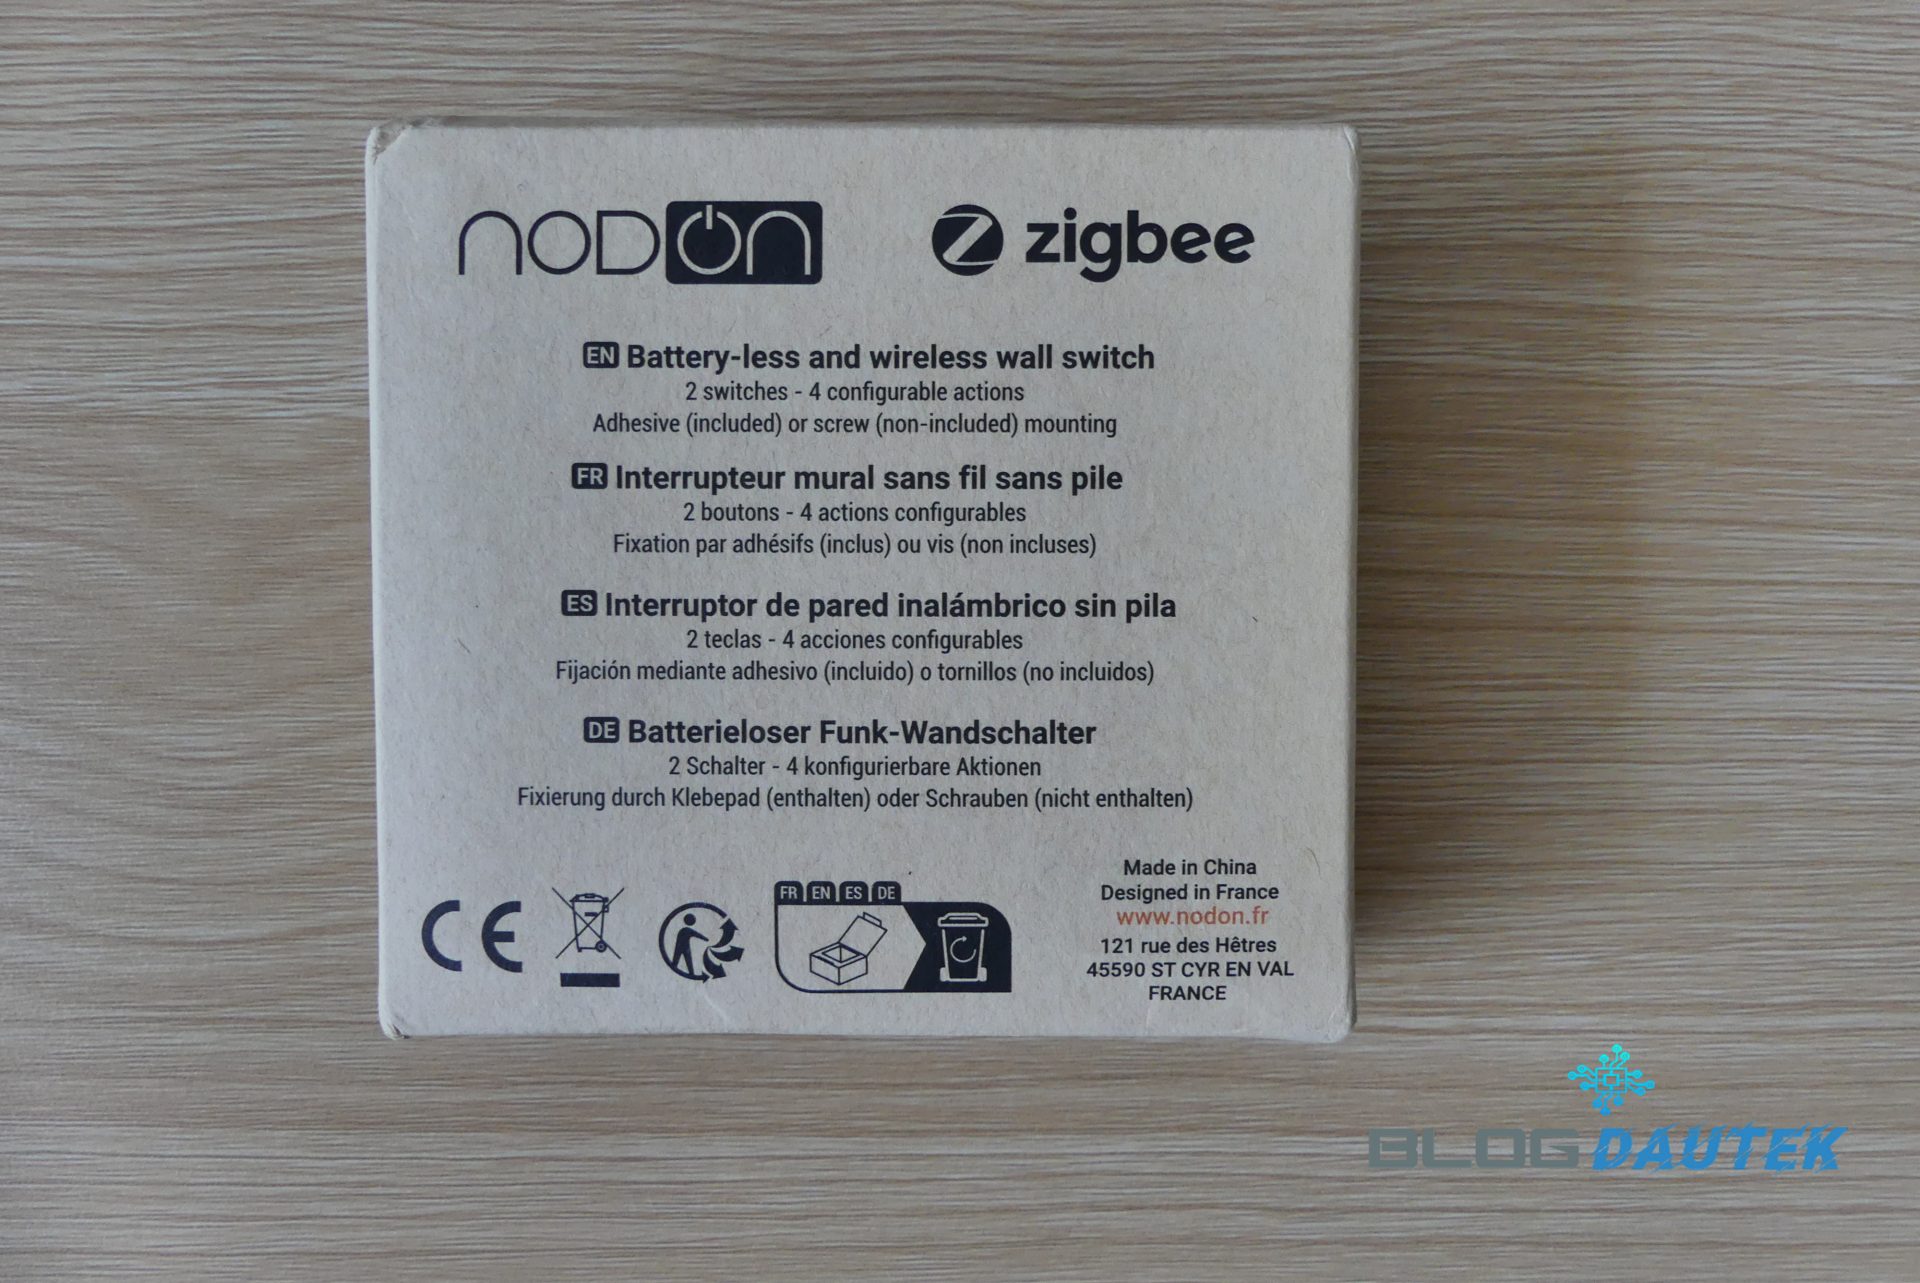 nODON
zigbee
EN Battery-less and wireless wall switch
2 switches - 4 configurable actions
Adhesive (included) or screw (non-included) mounting
FR Interrupteur mural sans fil sans pile
2 boutons - 4 actions configurables
Fixation par adhésifs (inclus) ou vis (non incluses)
ES Interruptor de pared inalámbrico sin pila
2 teclas - 4 acciones configurables
Fijación mediante adhesivo (incluido) o tornillos (no incluidos)
DE Batterieloser Funk-Wandschalter
2 Schalter - 4 konfigurierbare Aktionen
Fixierung durch Klebepad (enthalten) oder Schrauben (nicht enthalten)
CE
FR EN ES DE
Made in China
Designed in France
www.nodon.fr
121 rue des Hêtres
45590 ST CYR EN VAL
FRANCE
BLOG DAUTEK